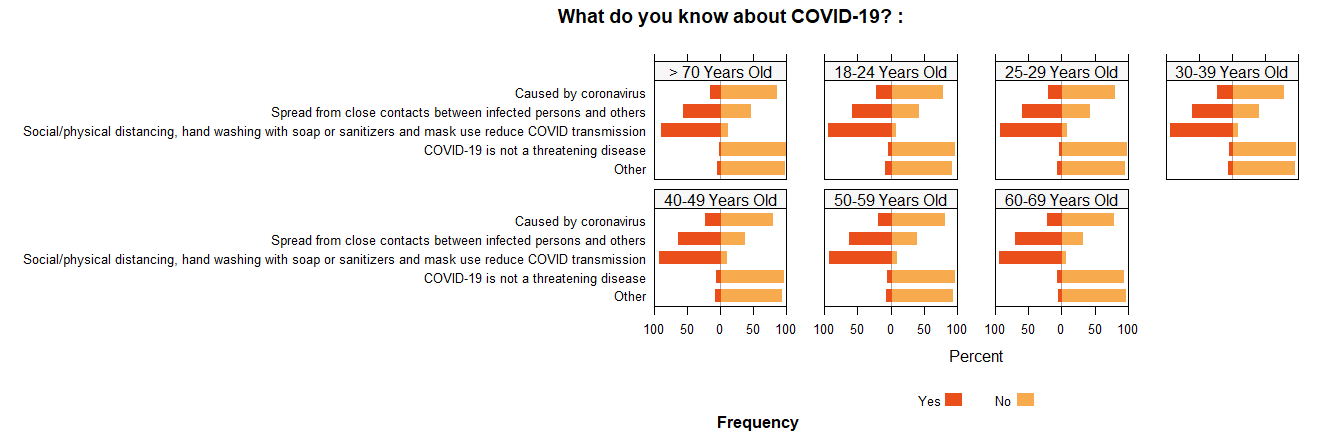 What do you know about COVID-19? :
> 70 Years Old 18-24 Years Old 25-29 Years Old 30-39 Years Old
Caused by coronavirus
Spread from close contacts between infected persons and others
Social/physical distancing, hand washing with soap or sanitizers and mask use reduce COVID transmission
COVID-19 is not a threatening disease
Other
40-49 Years Old 50-59 Years Old 60-69 Years Old
Caused by coronavirus
Spread from close contacts between infected persons and others
Social/physical distancing, hand washing with soap or sanitizers and mask use reduce COVID transmission
COVID-19 is not a threatening disease
Other
100 50 0 50 100 100 50 0 50 100 100 50 0 50 100
Percent
Yes No
Frequency